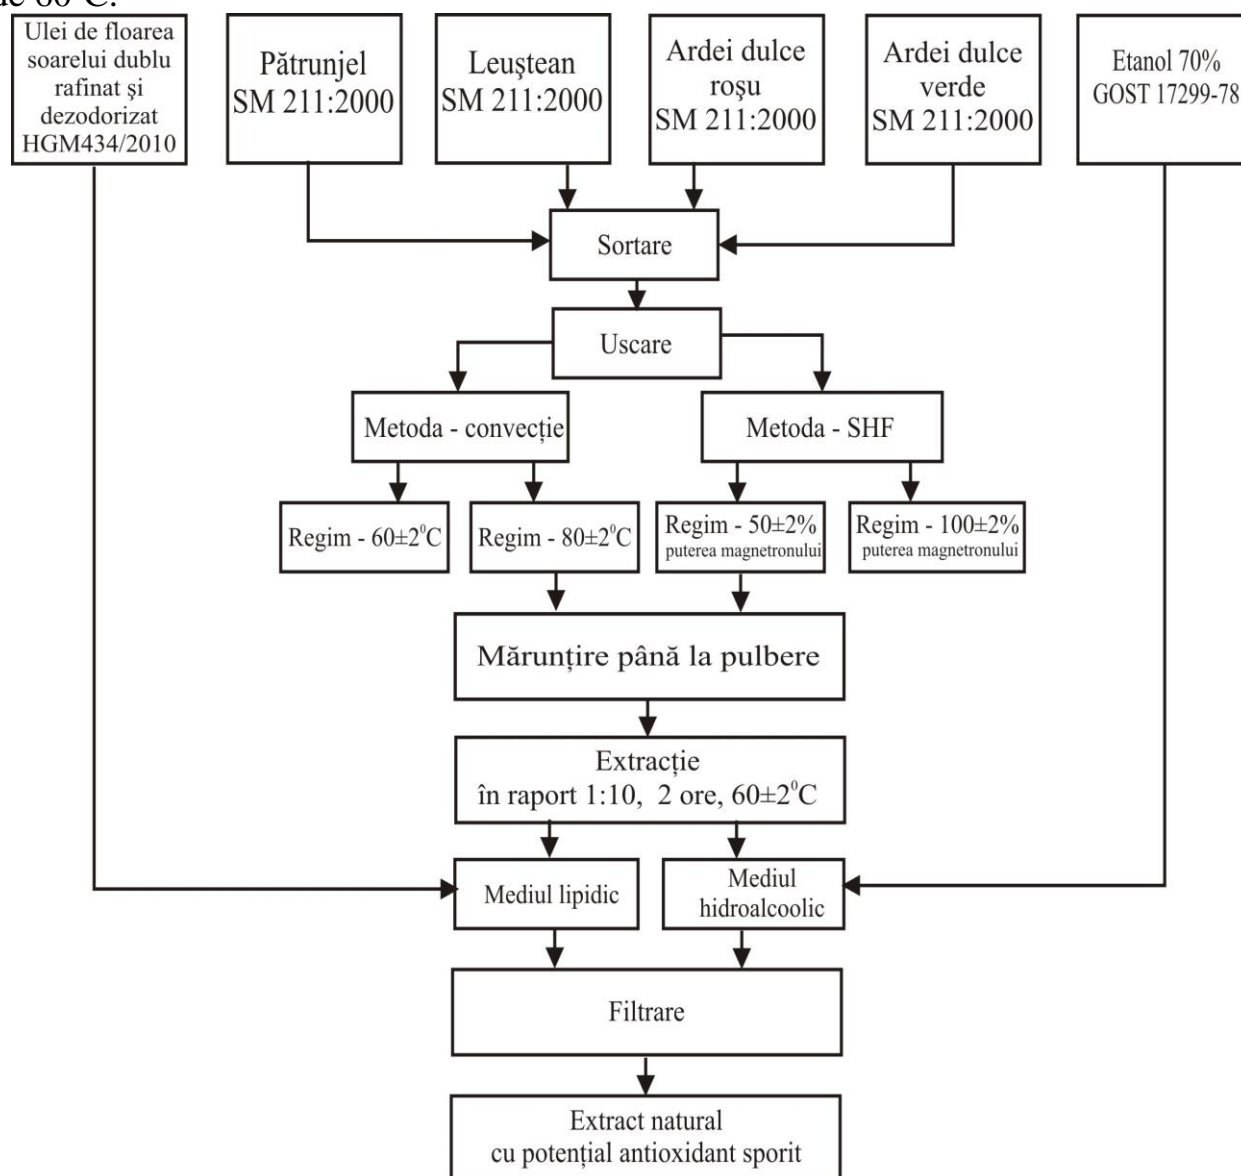 de 60°C.
Ulei de floarea
soarelui dublu
rafinat și
dezodorizat
HGM434/2010
Pătrunjel
SM 211:2000
Leuștean
SM 211:2000
Ardei dulce
roșu
SM 211:2000
Ardei dulce
verde
SM 211:2000
Etanol 70%
GOST 17299-78
Sortare
Uscare
Metoda - convecție
Metoda - SHF
Regim - 60±2⁰C
Regim - 80±2⁰C
Regim - 50±2%
puterea magnetronului
Regim - 100±2%
puterea magnetronului
Mărunțire până la pulbere
Extracție
în raport 1:10, 2 ore, 60±2⁰C
Mediul lipidic
Mediul
hidroalcoolic
Filtrare
Extract natural
cu potențial antioxidant sporit